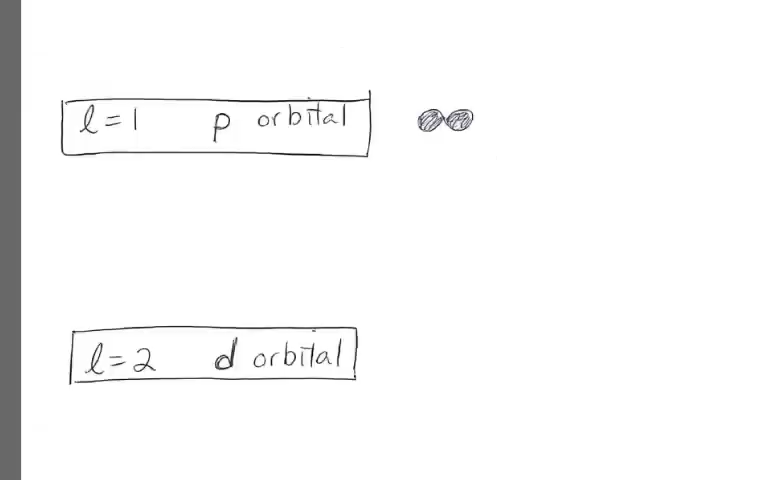 l = 1 p orbital
l = 2 d orbital